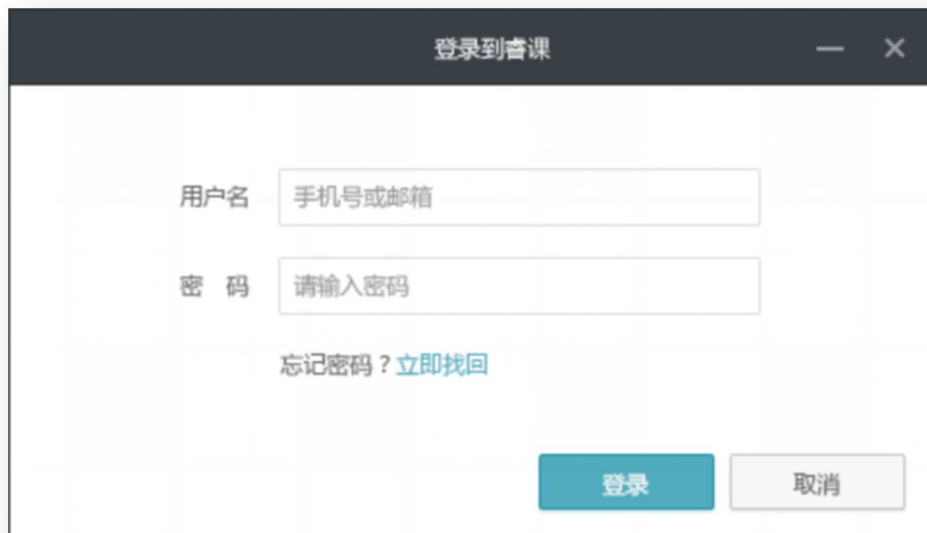 登录到睿课
用户名 手机号或邮箱
密 码 请输入密码
忘记密码？立即找回
登录 取消